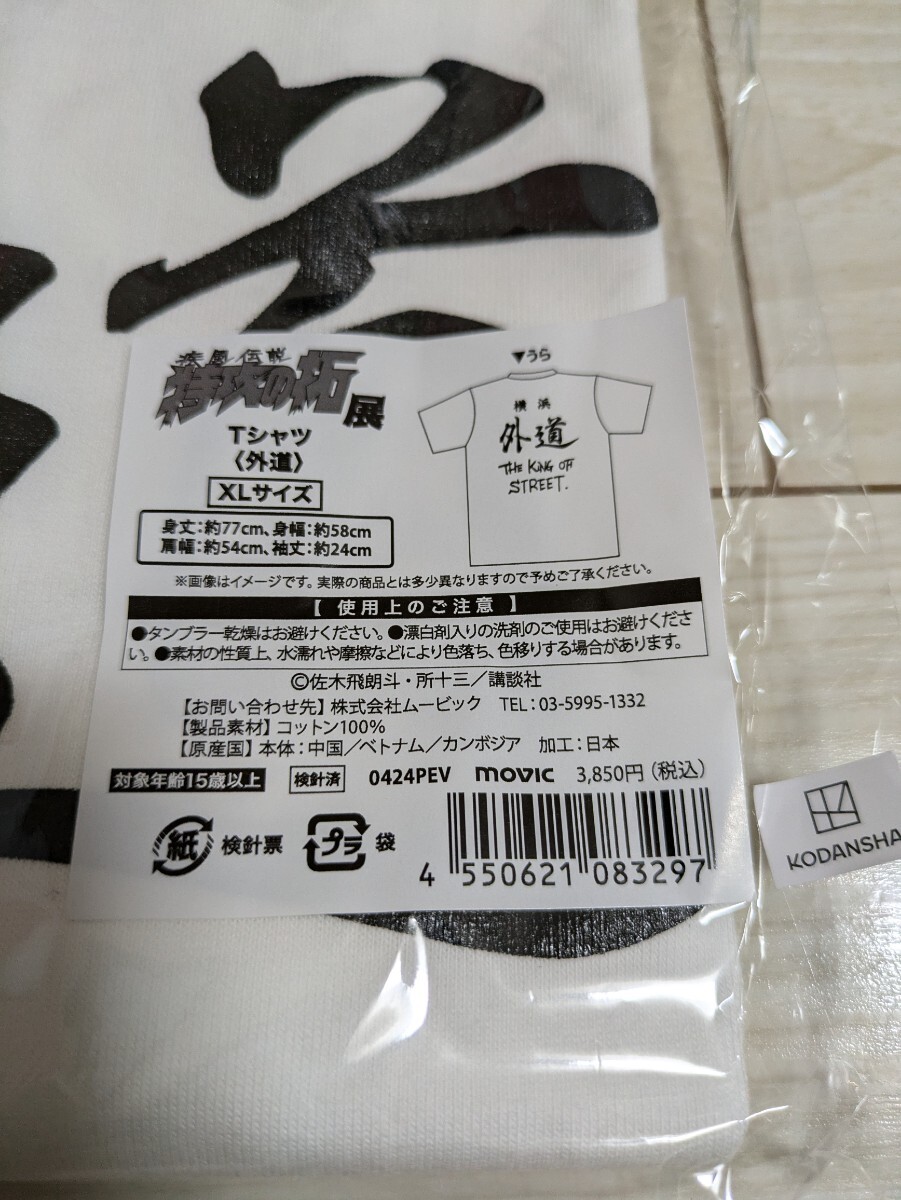 疾風伝説
特攻の拓
展
Tシャツ
〈外道〉
XLサイズ
身丈:約77cm、身幅:約58cm
肩幅:約54cm、袖丈:約24cm
▼うら
横浜
外道
THE KING OF
STREET.
※画像はイメージです。実際の商品とは多少異なりますので予めご了承ください。
【使用上のご注意】
●タンブラー乾燥はお避けください。●漂白剤入りの洗剤のご使用はお避けくださ
い。●素材の性質上、水濡れや摩擦などにより色落ち、色移りする場合があります。
©佐木飛朗斗・所十三/講談社
【お問い合わせ先】株式会社ムービック TEL:03-5995-1332
【製品素材】コットン100%
【原産国】本体:中国/ベトナム/カンボジア 加工:日本
対象年齢15歳以上 検針済 0424PEV movic 3,850円(税込)
紙 検針票 プラ 袋
4 550621 083297
KODANSHA